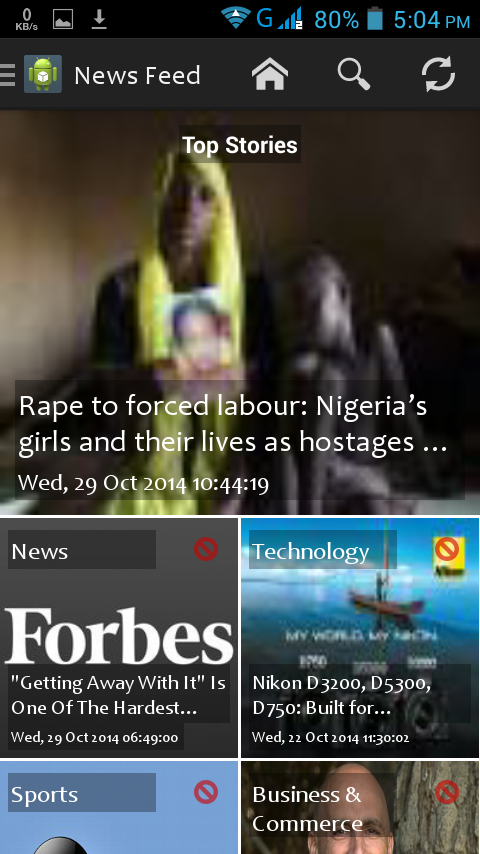 0
KB/s
G
80%
5:04 PM
News Feed
Top Stories
Rape to forced labour: Nigeria’s
girls and their lives as hostages ...
Wed, 29 Oct 2014 10:44:19
News
Forbes
"Getting Away With It" Is
One Of The Hardest...
Wed, 29 Oct 2014 06:49:00
Technology
Nikon
MY WORLD, MY NIKON.
D750
Nikon D3200, D5300,
D750: Built for...
Wed, 22 Oct 2014 11:30:02
Sports
Business &
Commerce